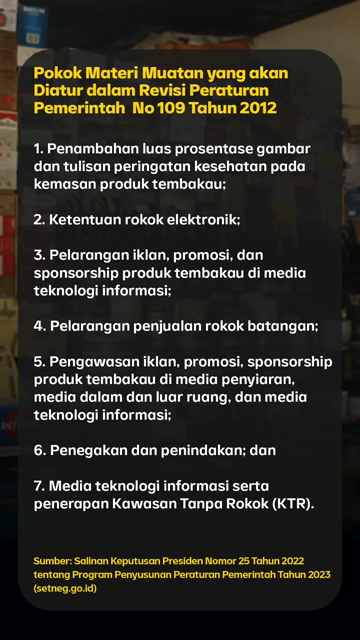 Pokok Materi Muatan yang akan
Diatur dalam Revisi Peraturan
Pemerintah No 109 Tahun 2012
1. Penambahan luas prosentase gambar
dan tulisan peringatan kesehatan pada
kemasan produk tembakau;
2. Ketentuan rokok elektronik;
3. Pelarangan iklan, promosi, dan
sponsorship produk tembakau di media
teknologi informasi;
4. Pelarangan penjualan rokok batangan;
5. Pengawasan iklan, promosi, sponsorship
produk tembakau di media penyiaran,
media dalam dan luar ruang, dan media
teknologi informasi;
6. Penegakan dan penindakan; dan
7. Media teknologi informasi serta
penerapan Kawasan Tanpa Rokok (KTR).
Sumber: Salinan Keputusan Presiden Nomor 25 Tahun 2022
tentang Program Penyusunan Peraturan Pemerintah Tahun 2023
(setneg.go.id)